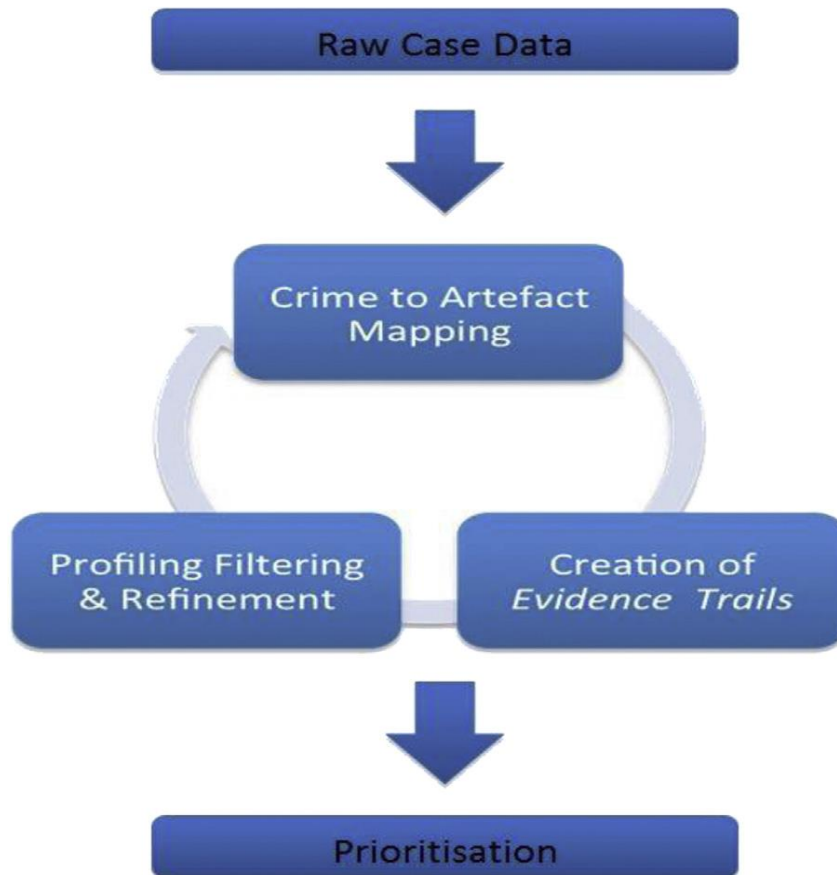 Raw Case Data
Crime to Artefact
Mapping
Profiling Filtering
& Refinement
Creation of
Evidence Trails
Prioritisation